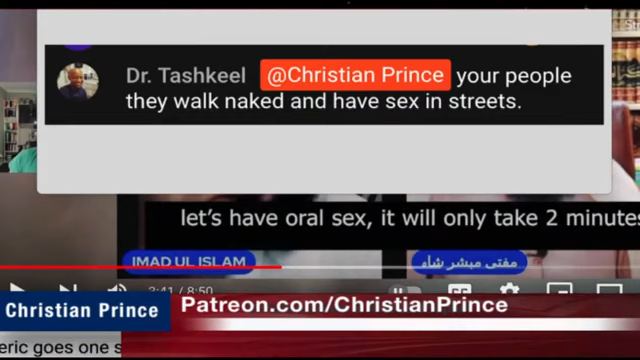 Dr. Tashkeel @Christian Prince your people
they walk naked and have sex in streets.
let's have oral sex, it will only take 2 minutes
IMAD UL ISLAM
مفتی مبشر شاہ
2:41 / 8:50
Christian Prince
Patreon.com/ChristianPrince
eric goes one s